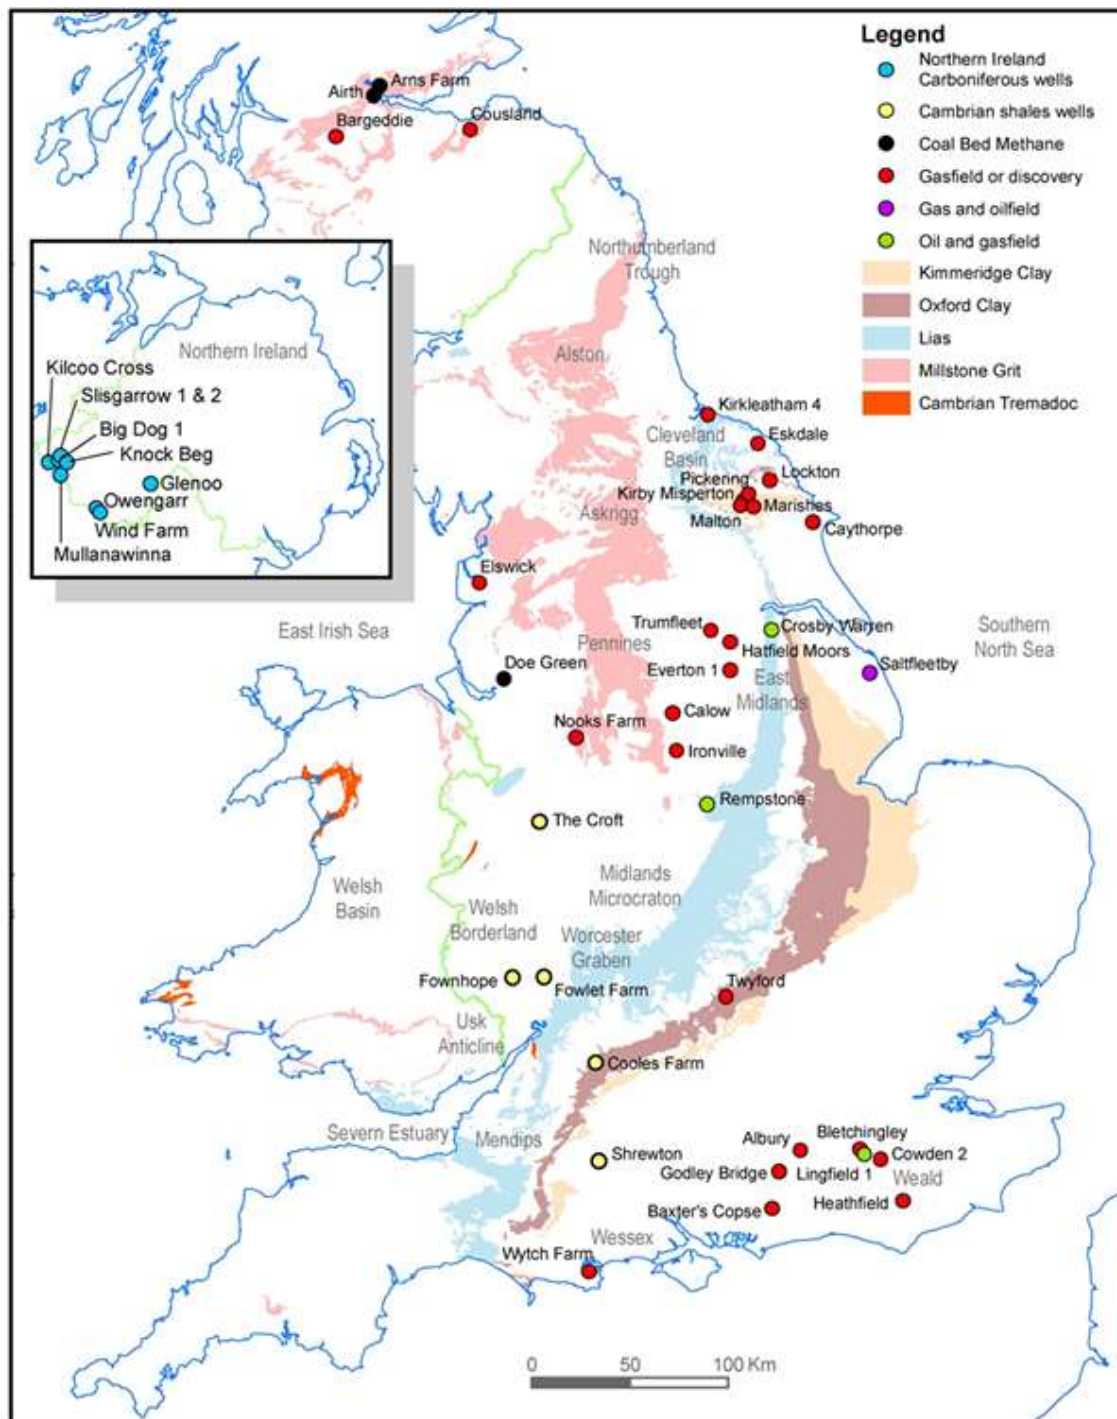 Legend
Northern Ireland
Carboniferous wells
Cambrian shales wells
Coal Bed Methane
Gasfield or discovery
Gas and oilfield
Oil and gasfield
Kimmeridge Clay
Oxford Clay
Lias
Millstone Grit
Cambrian Tremadoc
Arns Farm
Airth
Bargeddie
Cousland
Northumberland
Trough
Alston
Northern Ireland
Kilcoo Cross
Slisgarrow 1 & 2
Big Dog 1
Knock Beg
Glenoo
Owengarr
Wind Farm
Mullanawinna
Kirkleatham 4
Cleveland
Basin
Eskdale
Lockton
Pickering
Kirby Misperton
Marishes
Malton
Askrigg
Caythorpe
Elswick
East Irish Sea
Trumfleet
Crosby Warren
Southern
North Sea
Pennines
Hatfield Moors
Doe Green
Everton 1
East
Midlands
Saltfleetby
Calow
Nooks Farm
Ironville
Rempstone
The Croft
Midlands
Microcraton
Welsh
Basin
Welsh
Borderland
Worcester
Graben
Fownhope
Fowlet Farm
Twyford
Usk
Anticline
Cooles Farm
Severn Estuary
Mendips
Shrewton
Albury
Bletchingley
Cowden 2
Godley Bridge
Lingfield 1
Weald
Heathfield
Baxter's Copse
Wessex
Wytch Farm
0 50 100 Km